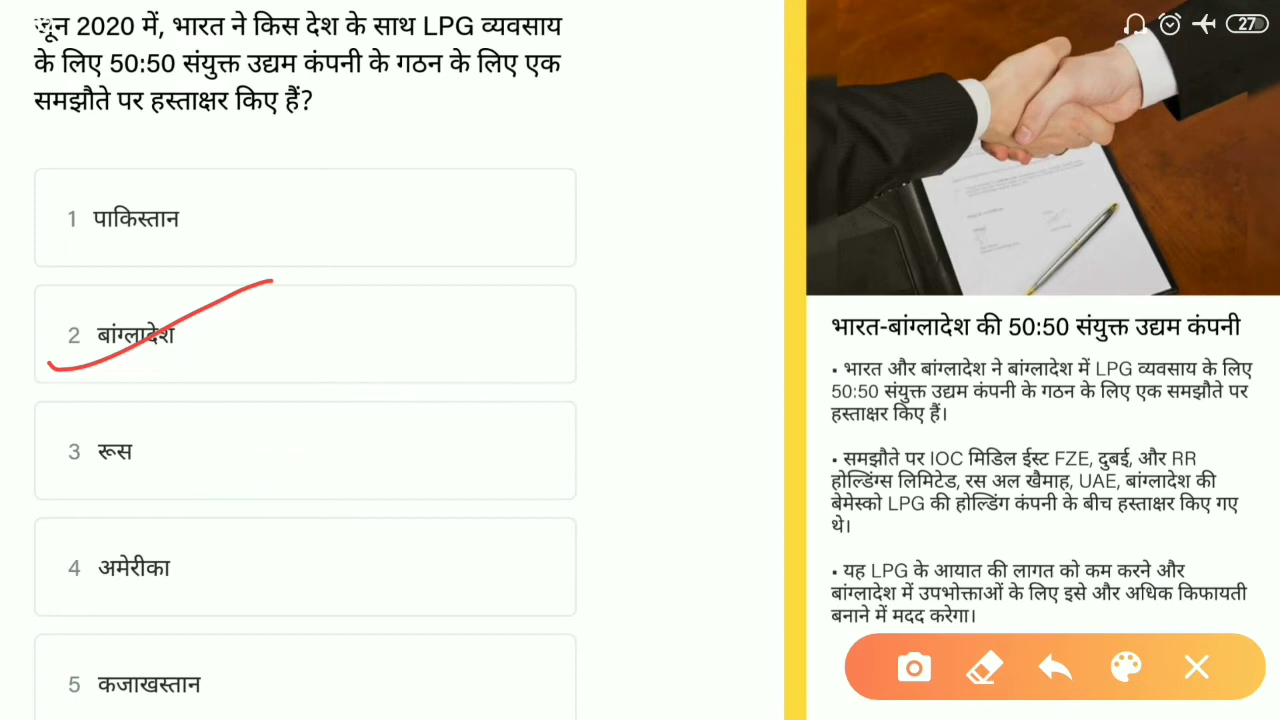 जून 2020 में, भारत ने किस देश के साथ LPG व्यवसाय
के लिए 50:50 संयुक्त उद्यम कंपनी के गठन के लिए एक
समझौते पर हस्ताक्षर किए हैं?
1 पाकिस्तान
2 बांग्लादेश
3 रूस
4 अमेरीका
5 कजाखस्तान
27
भारत-बांग्लादेश की 50:50 संयुक्त उद्यम कंपनी
• भारत और बांग्लादेश ने बांग्लादेश में LPG व्यवसाय के लिए
50:50 संयुक्त उद्यम कंपनी के गठन के लिए एक समझौते पर
हस्ताक्षर किए हैं।
• समझौते पर IOC मिडिल ईस्ट FZE, दुबई, और RR
होल्डिंग्स लिमिटेड, रस अल खैमाह, UAE, बांग्लादेश की
बेमेस्को LPG की होल्डिंग कंपनी के बीच हस्ताक्षर किए गए
थे।
• यह LPG के आयात की लागत को कम करने और
बांग्लादेश में उपभोक्ताओं के लिए इसे और अधिक किफायती
बनाने में मदद करेगा।